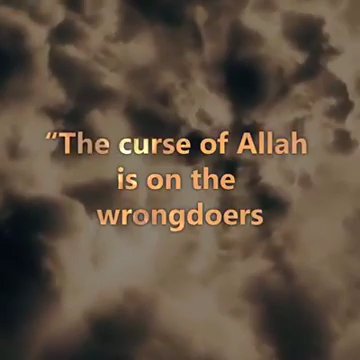 “The curse of Allah
is on the
wrongdoers